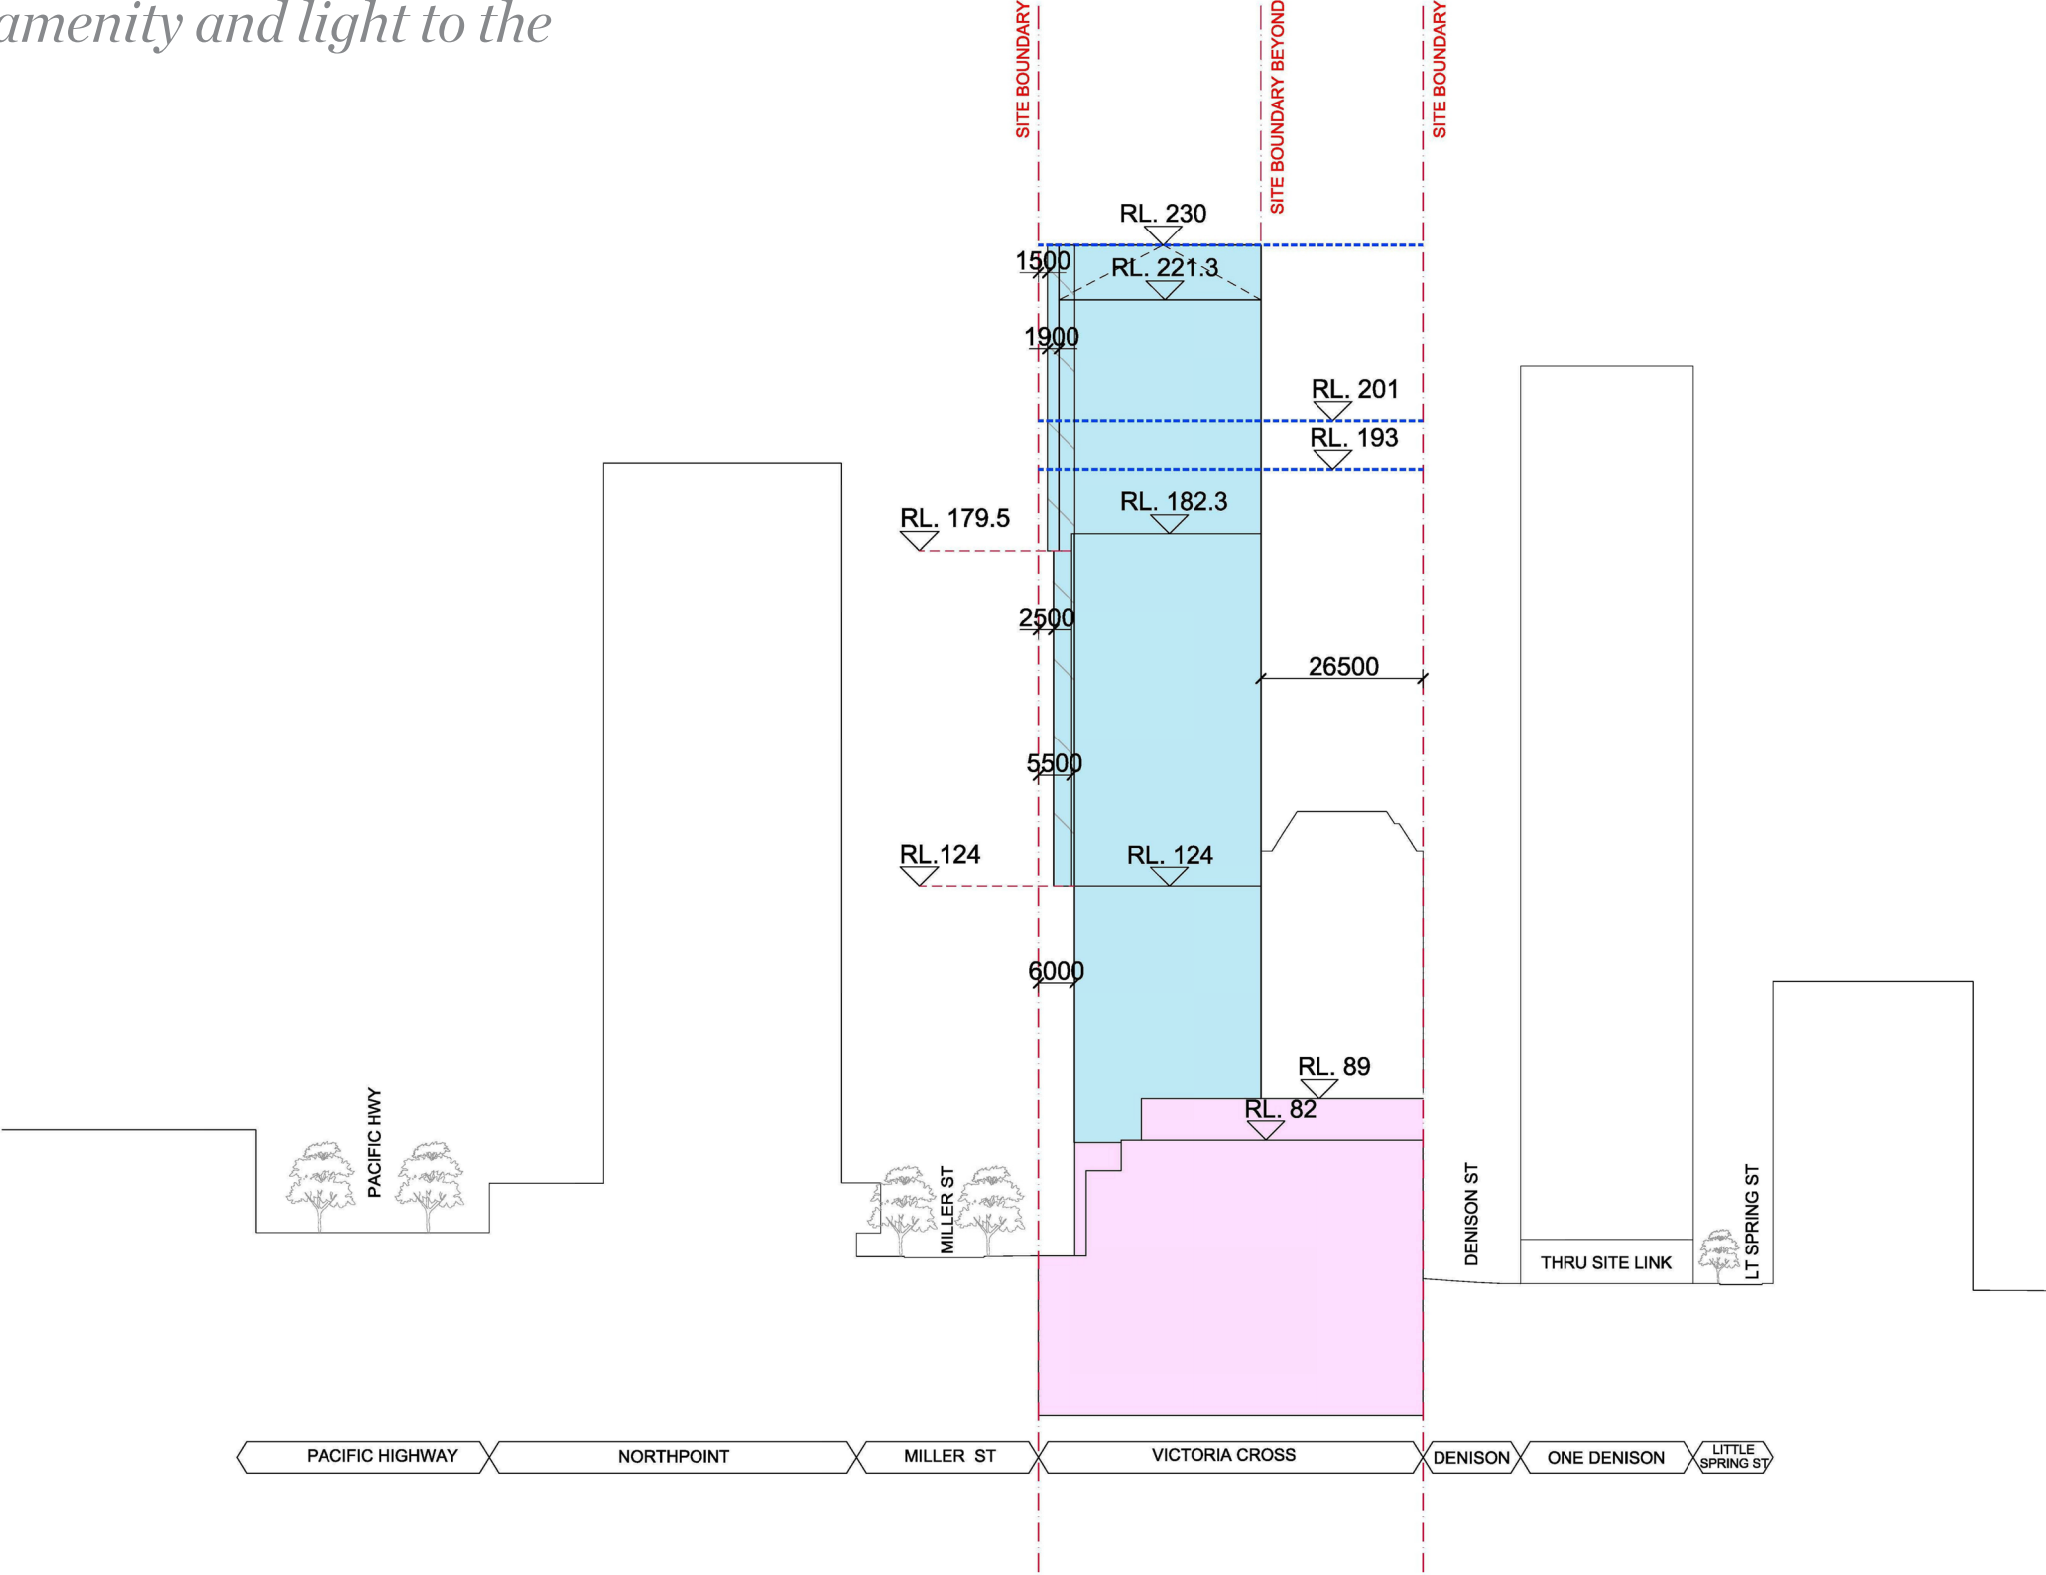 amenity and light to the
SITE BOUNDARY
SITE BOUNDARY BEYOND
SITE BOUNDARY
RL. 230
1500
RL. 221.3
1900
RL. 201
RL. 193
RL. 182.3
RL. 179.5
2500
26500
5500
RL.124
RL. 124
6000
RL. 89
RL. 82
PACIFIC HWY
MILLER ST
DENISON ST
LT SPRING ST
THRU SITE LINK
PACIFIC HIGHWAY
NORTHPOINT
MILLER ST
VICTORIA CROSS
DENISON
ONE DENISON
LITTLE
SPRING ST